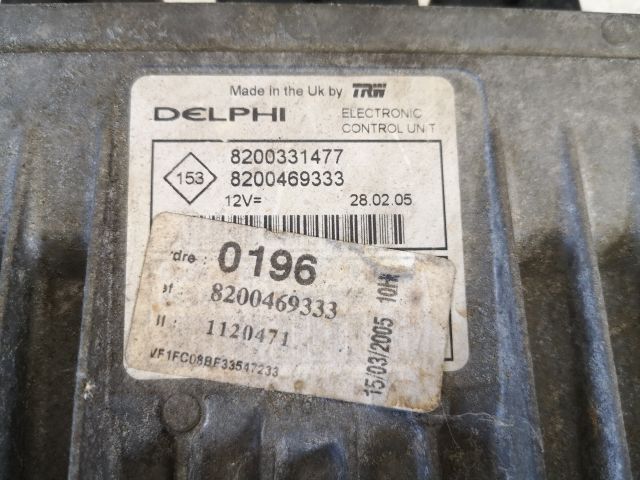 Made in the Uk by TRW
DELPHI ELECTRONIC
CONTROL UNIT
153
8200331477
8200469333
12V= 28.02.05
dre : 0196
8200469333
1120471
VF1FC08BF33547233
15/03/2005 10H